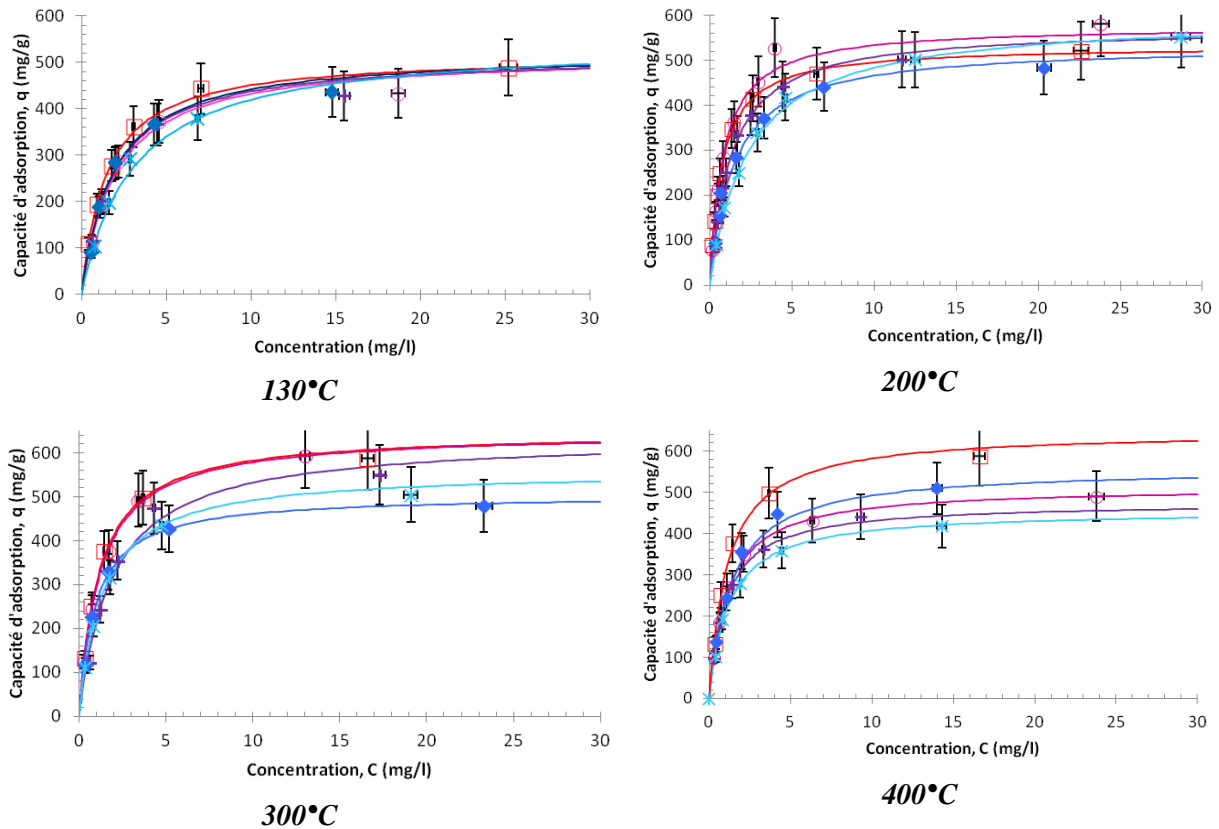 600
500
400
300
200
100
0
Capacité d'adsorption, q (mg/g)
0 5 10 15 20 25 30
Concentration (mg/l)
130°C
600
500
400
300
200
100
0
Capacité d'adsorption, q (mg/g)
0 5 10 15 20 25 30
Concentration, C (mg/l)
200°C
600
500
400
300
200
100
0
Capacité d'adsorption, q (mg/g)
0 5 10 15 20 25 30
Concentration, C (mg/l)
300°C
600
500
400
300
200
100
0
Capacité d'adsorption, q (mg/g)
0 5 10 15 20 25 30
Concentration, C (mg/l)
400°C